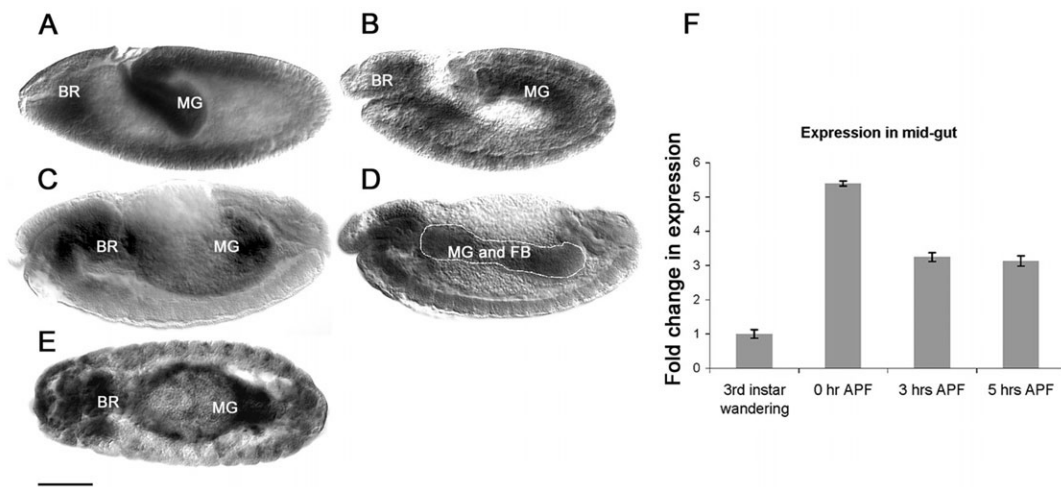 A
BR
MG
B
BR
MG
C
BR
MG
D
MG and FB
E
BR
MG
F
Expression in mid-gut
Fold change in expression
6
5
4
3
2
1
0
3rd instar
wandering
0 hr APF
3 hrs APF
5 hrs APF